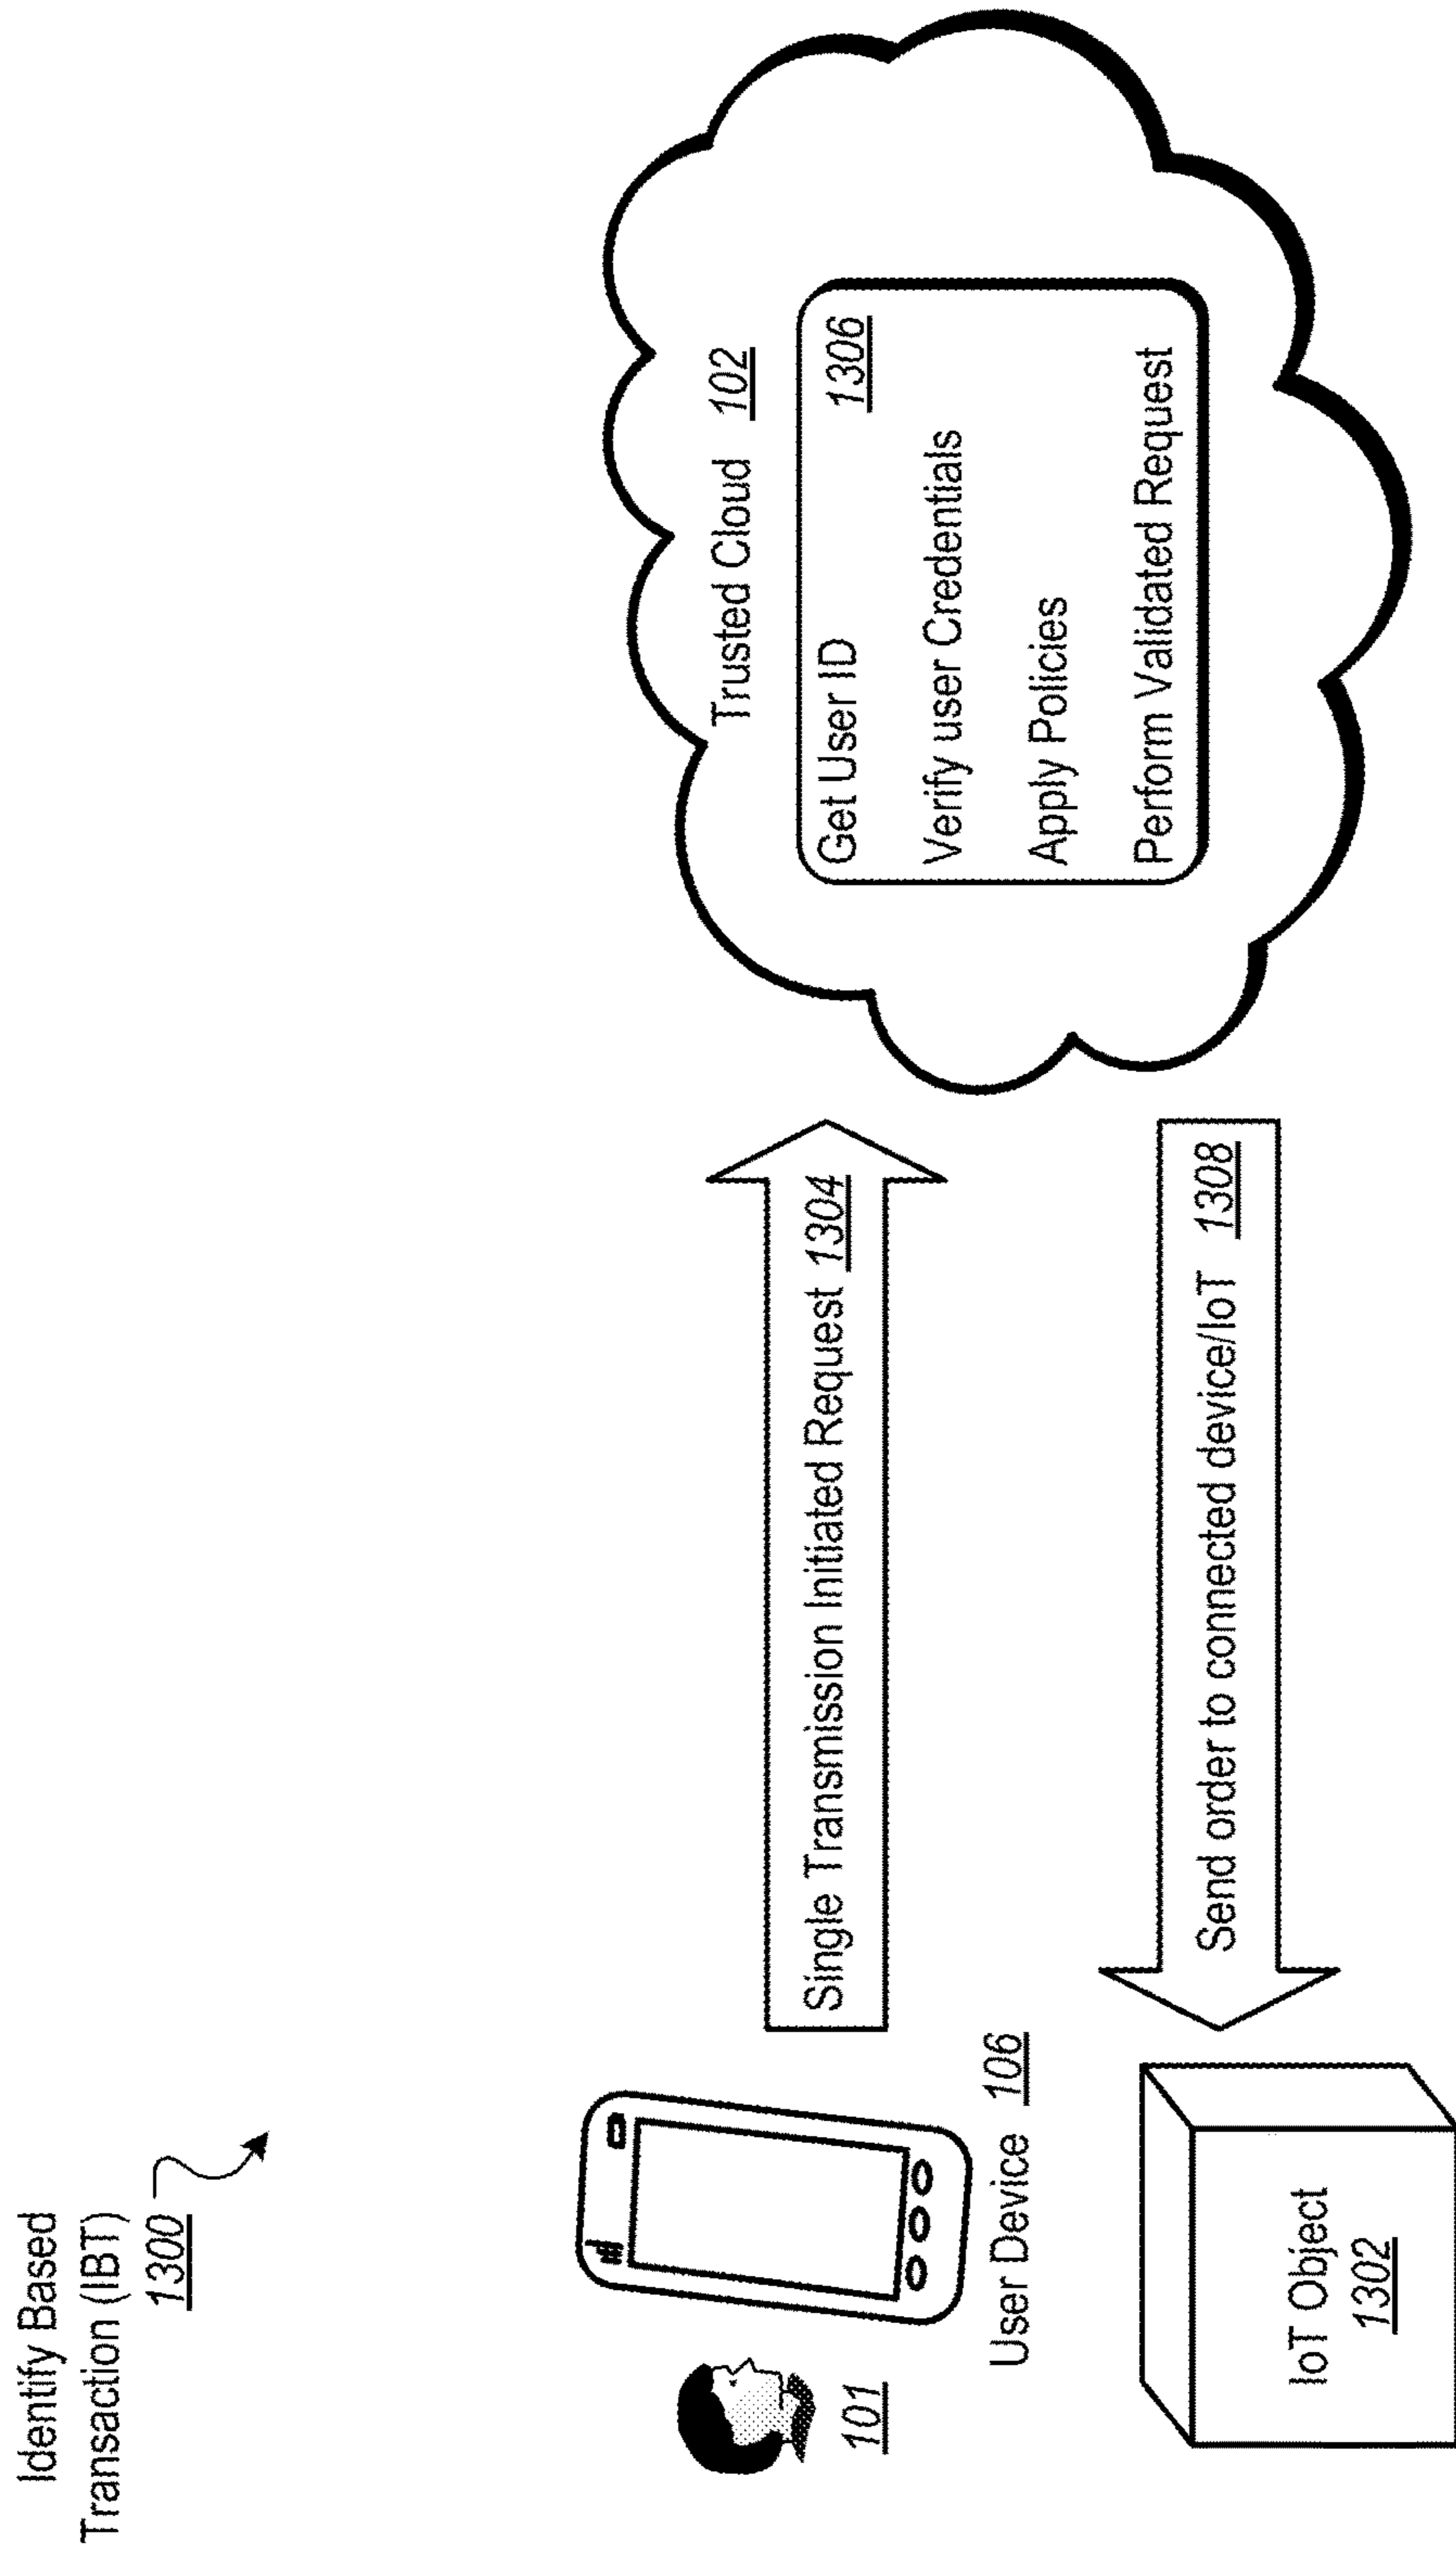 Identify Based
Transaction (IBT)
1300
Trusted Cloud 102
Get User ID 1306
Verify user Credentials
Apply Policies
Perform Validated Request
Single Transmission Initiated Request 1304
101
User Device 106
Send order to connected device/IoT 1308
IoT Object
1302